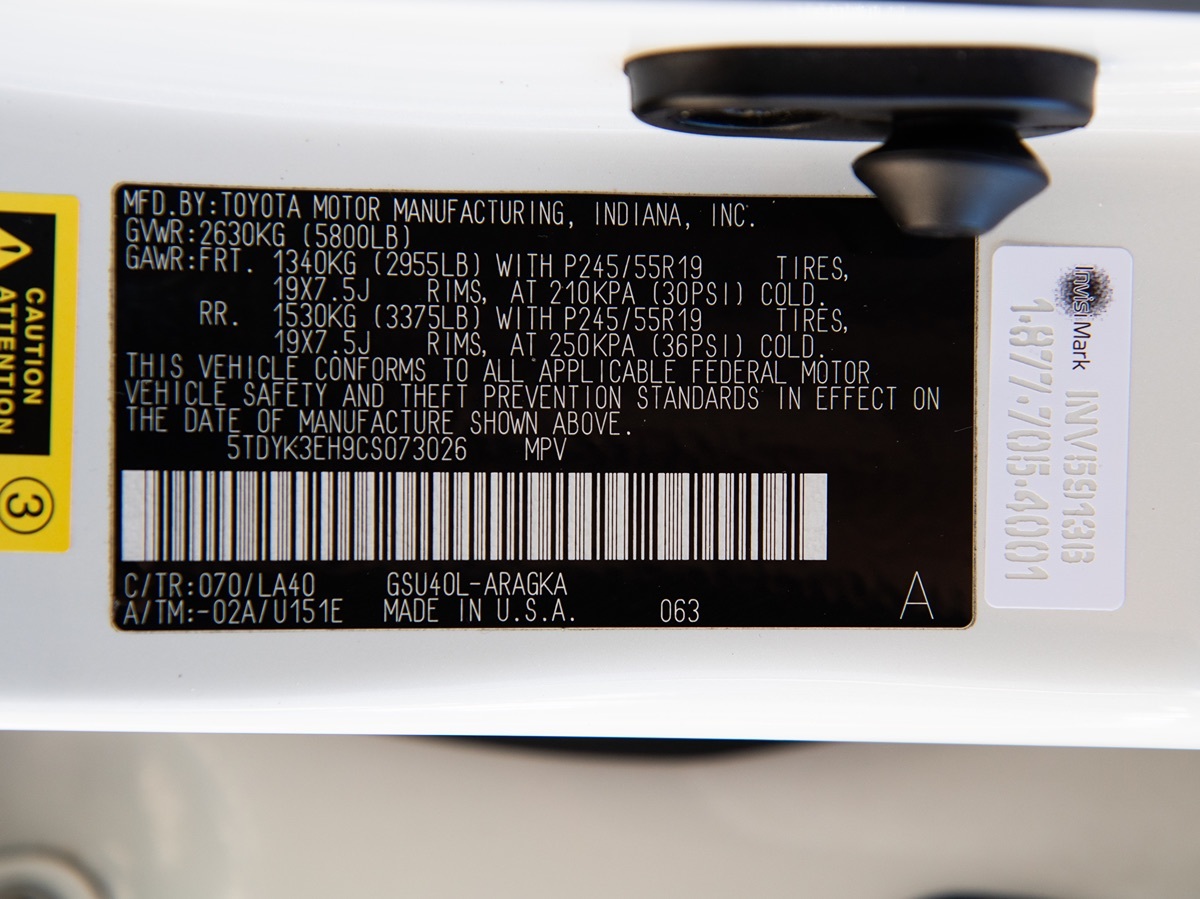 MFD.BY:TOYOTA MOTOR MANUFACTURING, INDIANA, INC.
GVWR:2630KG (5800LB)
GAWR:FRT. 1340KG (2955LB) WITH P245/55R19 TIRES,
19X7.5J RIMS, AT 210KPA (30PSI) COLD.
RR. 1530KG (3375LB) WITH P245/55R19 TIRES,
19X7.5J RIMS, AT 250KPA (36PSI) COLD.
THIS VEHICLE CONFORMS TO ALL APPLICABLE FEDERAL MOTOR
VEHICLE SAFETY AND THEFT PREVENTION STANDARDS IN EFFECT ON
THE DATE OF MANUFACTURE SHOWN ABOVE.
5TDYK3EH9CS073026 MPV
C/TR:070/LA40 GSU40L-ARAGKA
A/TM:-02A/U151E MADE IN U.S.A. 063
A
CAUTION
ATTENTION
3
InvisiMark
INV59136
1.877.705.4001